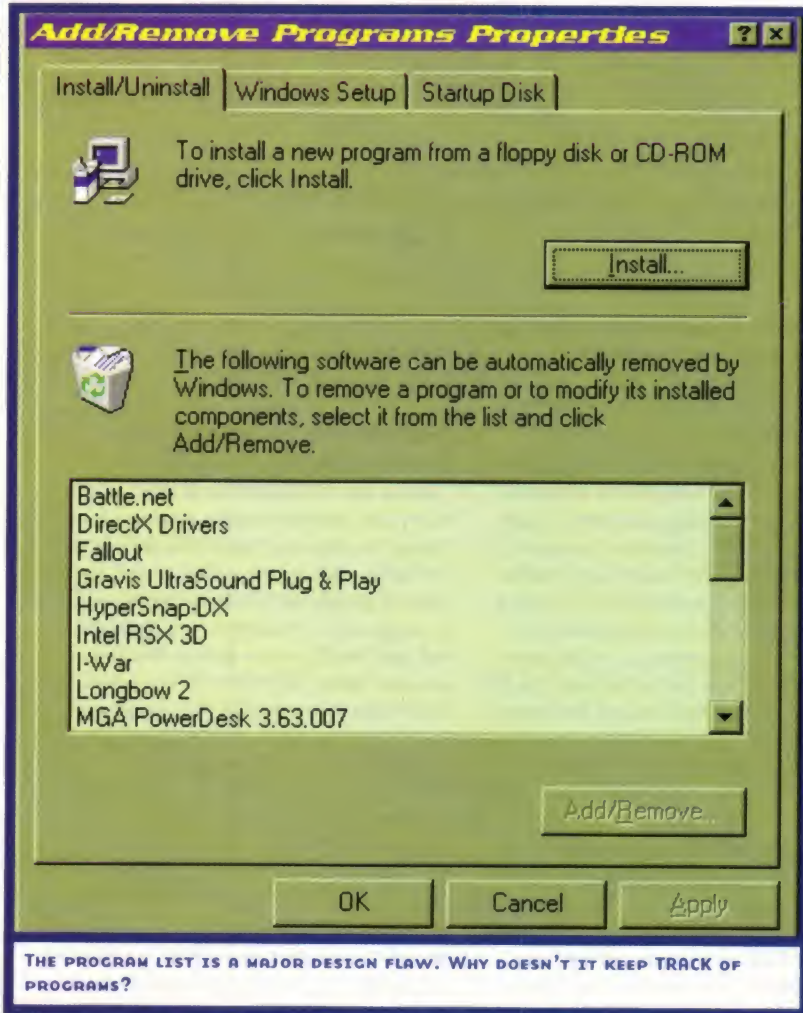 Add/Remove Programs Properties
Install/Uninstall
Windows Setup
Startup Disk
To install a new program from a floppy disk or CD-ROM
drive, click Install.
Install...
The following software can be automatically removed by
Windows. To remove a program or to modify its installed
components, select it from the list and click
Add/Remove.
Battle.net
DirectX Drivers
Fallout
Gravis UltraSound Plug & Play
HyperSnap-DX
Intel RSX 3D
I-War
Longbow 2
MGA PowerDesk 3.63.007
Add/Remove...
OK
Cancel
Apply
THE PROGRAM LIST IS A MAJOR DESIGN FLAW. WHY DOESN'T IT KEEP TRACK OF
PROGRAMS?